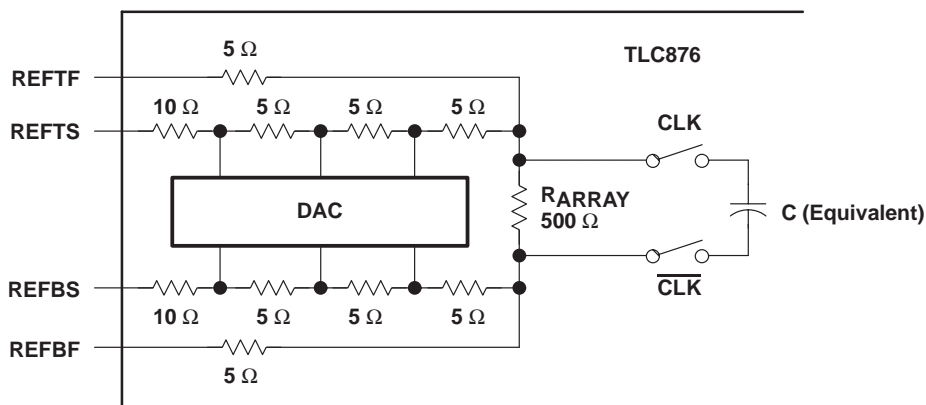 5 Ω
TLC876
REFTF
10 Ω 5 Ω 5 Ω 5 Ω
REFTS
CLK
RARRAY
500 Ω
DAC
C (Equivalent)
REFBS
CLK
10 Ω 5 Ω 5 Ω 5 Ω
REFBF
5 Ω